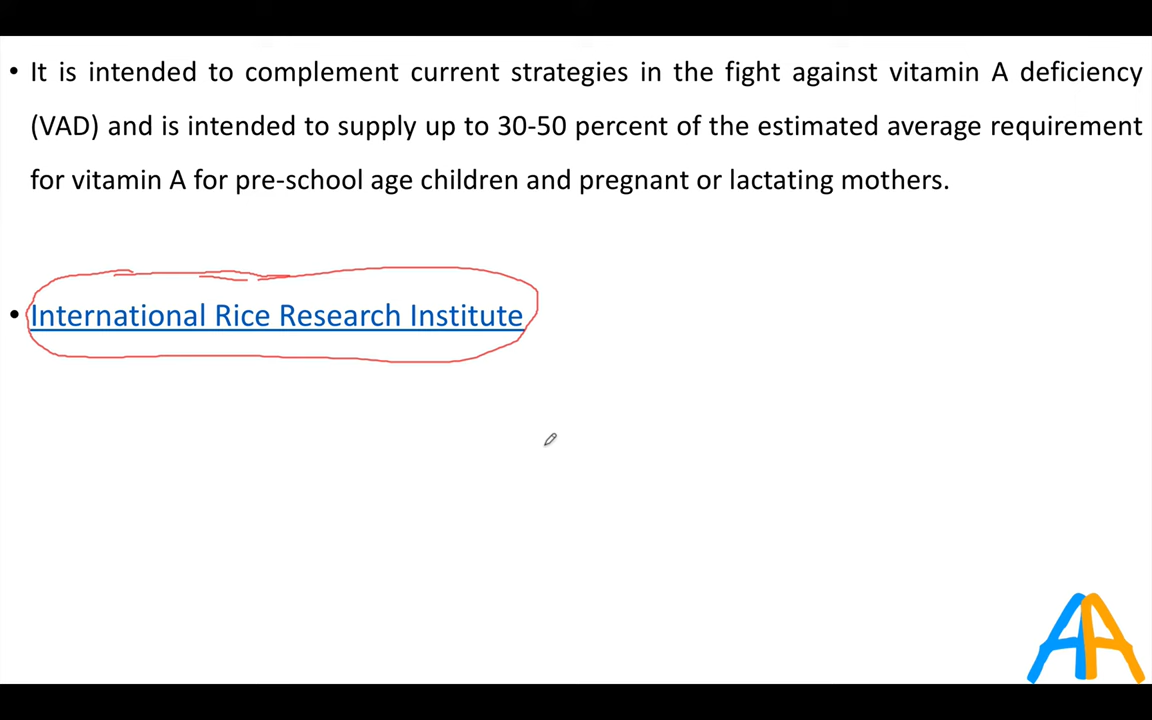 • It is intended to complement current strategies in the fight against vitamin A deficiency
(VAD) and is intended to supply up to 30-50 percent of the estimated average requirement
for vitamin A for pre-school age children and pregnant or lactating mothers.
• International Rice Research Institute
AA